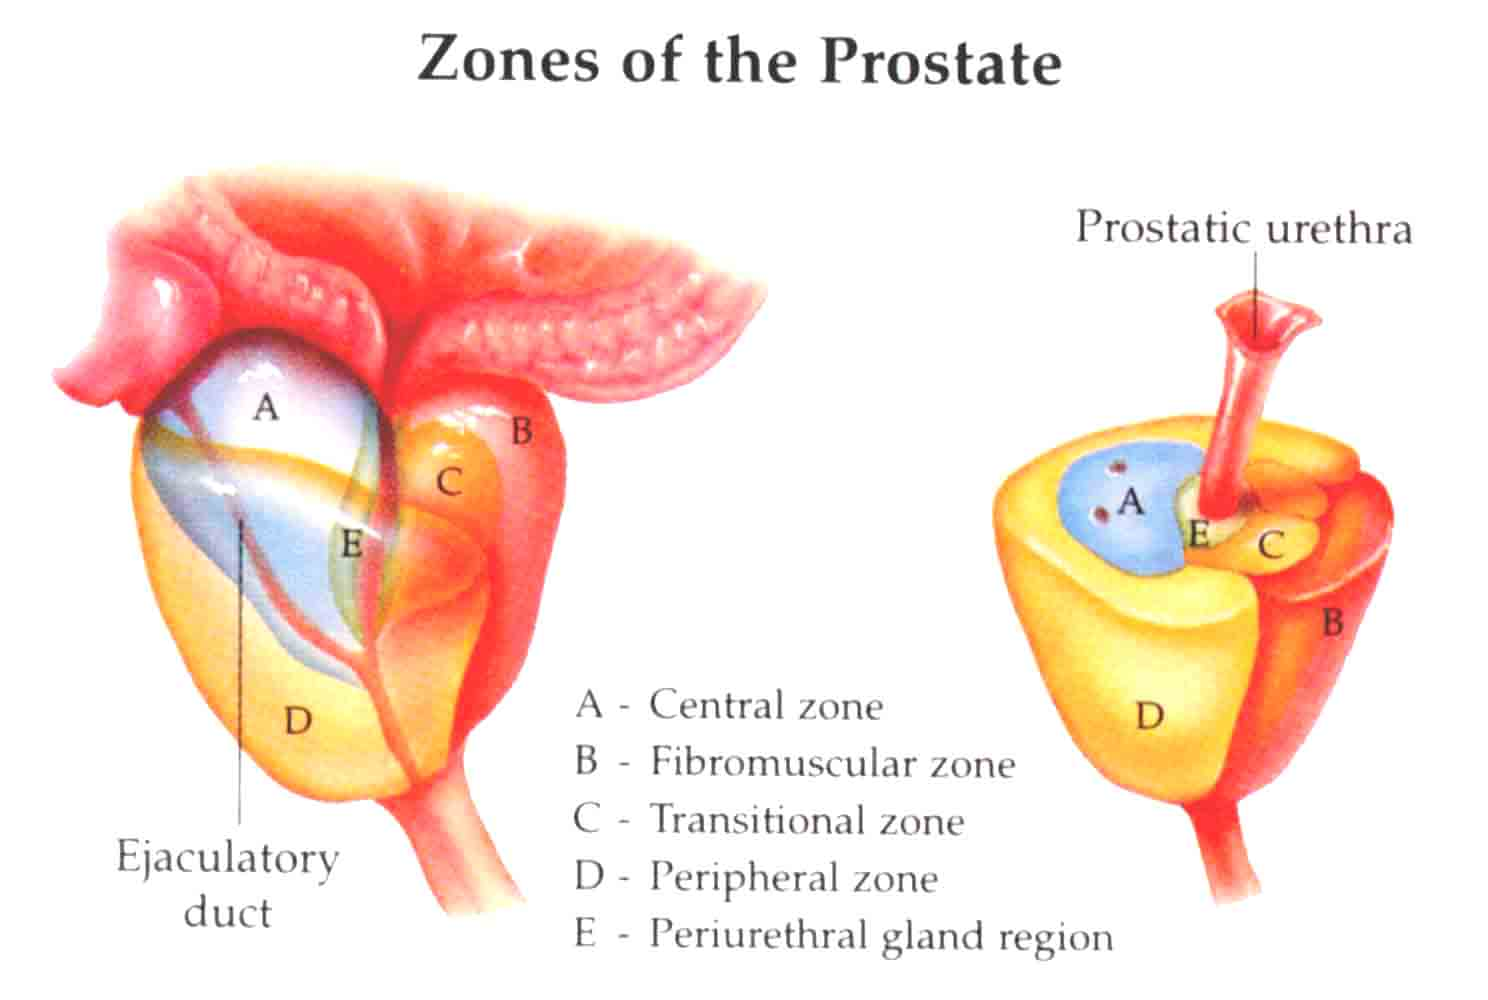 Zones of the Prostate
Prostatic urethra
A
B
C
E
D
A
E
C
B
D
A - Central zone
B - Fibromuscular zone
C - Transitional zone
D - Peripheral zone
E - Periurethral gland region
Ejaculatory
duct